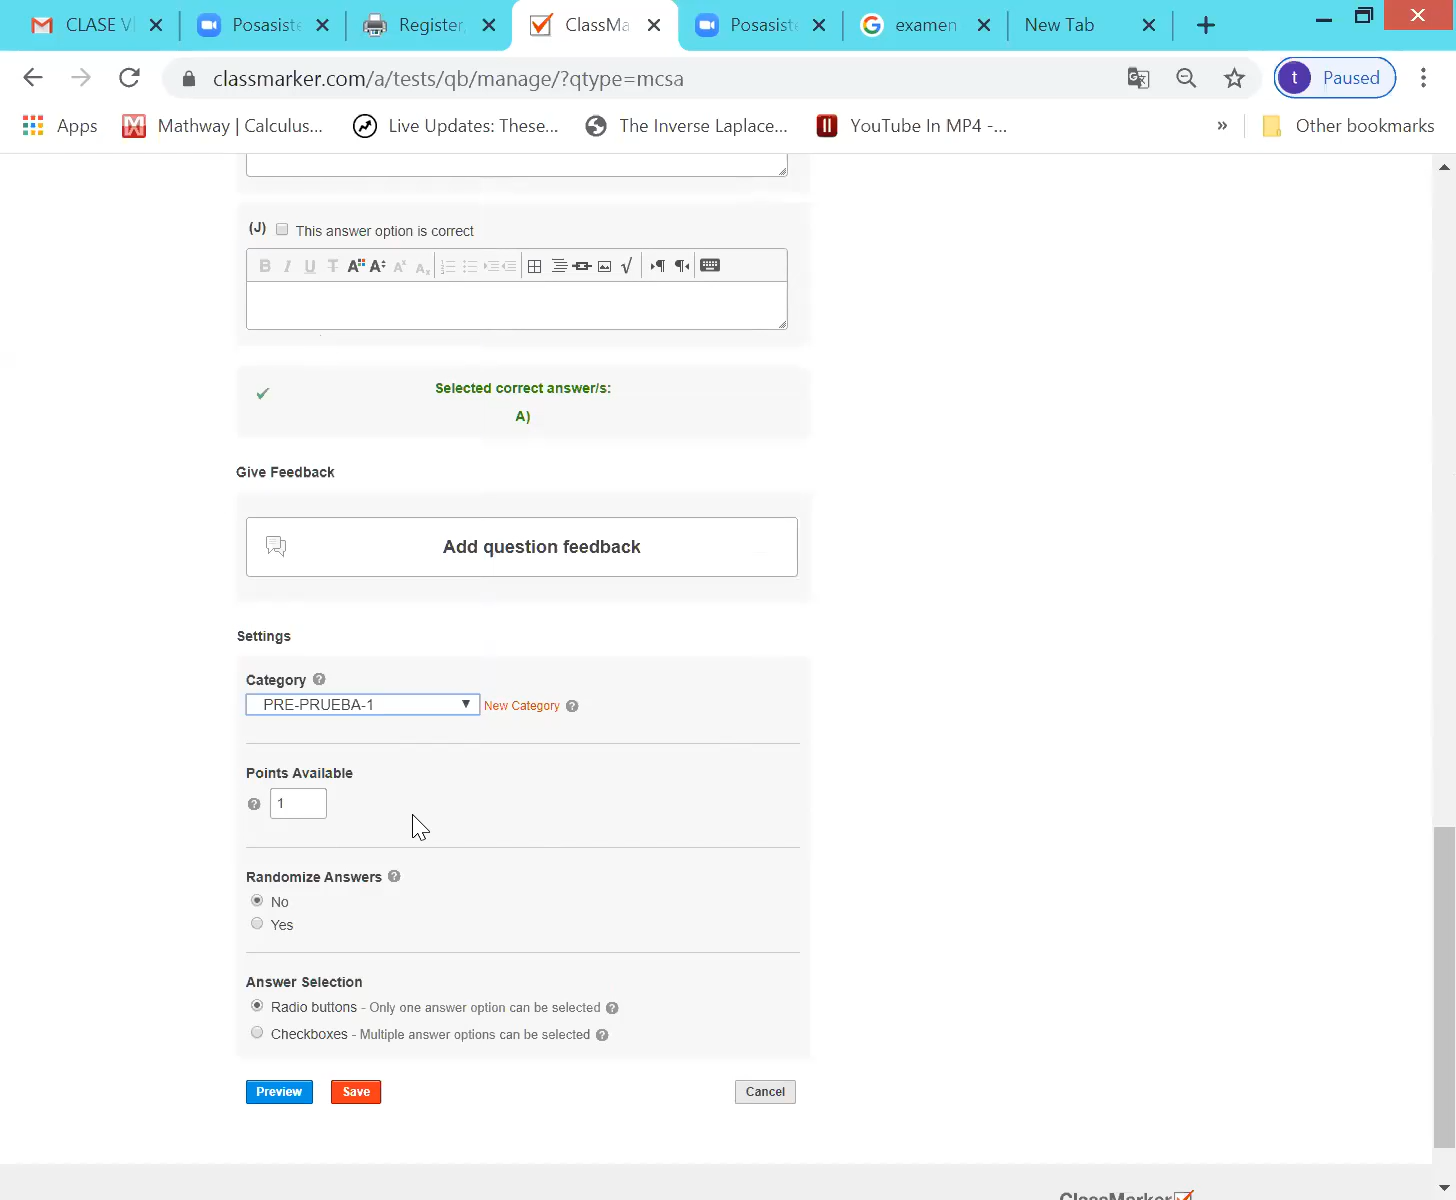 CLASE V
Posasiste
Register,
ClassMa
Posasiste
examen
New Tab
classmarker.com/a/tests/qb/manage/?qtype=mcsa
t
Paused
Apps
Mathway | Calculus...
Live Updates: These...
The Inverse Laplace...
YouTube In MP4 -...
»
Other bookmarks
(J) This answer option is correct
Selected correct answer/s:
A)
Give Feedback
Add question feedback
Settings
Category
PRE-PRUEBA-1
New Category
Points Available
1
Randomize Answers
No
Yes
Answer Selection
Radio buttons - Only one answer option can be selected
Checkboxes - Multiple answer options can be selected
Preview
Save
Cancel
ClassMarker